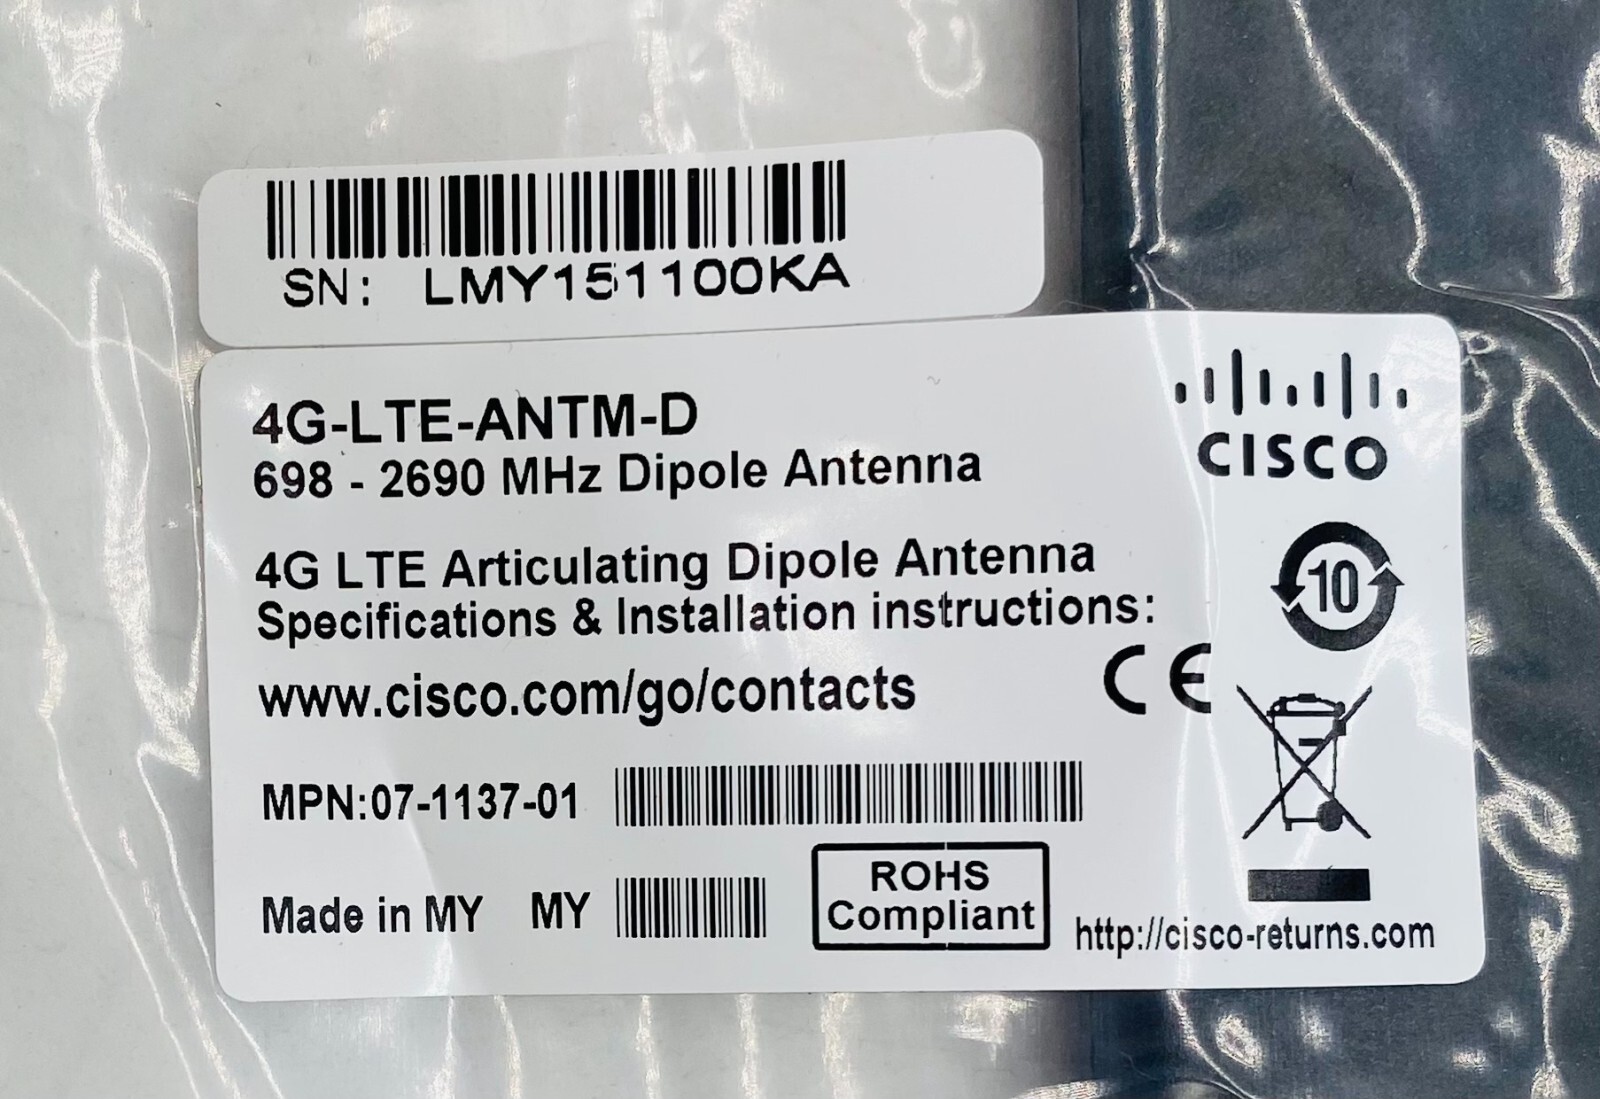 SN: LMY151100KA
4G-LTE-ANTM-D
698 - 2690 MHz Dipole Antenna
CISCO
4G LTE Articulating Dipole Antenna
Specifications & Installation instructions:
10
www.cisco.com/go/contacts
CE
MPN:07-1137-01
Made in MY MY
ROHS
Compliant
http://cisco-returns.com